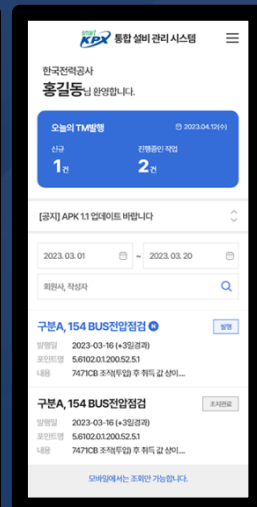 smart KPX 통합 설비 관리 시스템
한국전력공사
홍길동님 환영합니다.
오늘의 TM발행 2023.04.12(수)
신규 진행중인 작업
1건 2건
[공지] APK 1.1 업데이트 바랍니다
2023. 03. 01 ~ 2023. 03. 20
회원사, 작성자
구분A, 154 BUS전압점검 N 발행
발행일 2023-03-16 (+3일경과)
포인트명 5.6102.0.1.200.52.5.1
내용 7471CB 조작(투입) 후 취득 값 상이....
구분A, 154 BUS전압점검 조치완료
발행일 2023-03-16 (+3일경과)
포인트명 5.6102.0.1.200.52.5.1
내용 7471CB 조작(투입) 후 취득 값 상이....
모바일에서는 조회만 가능합니다.